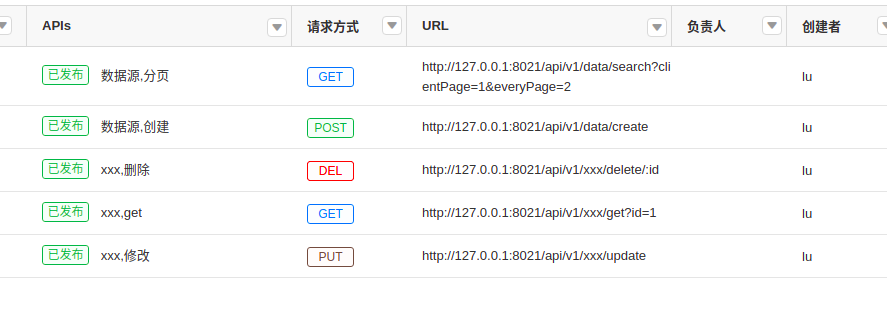 APIs 请求方式 URL 负责人 创建者
已发布 数据源,分页 GET http://127.0.0.1:8021/api/v1/data/search?cli
entPage=1&everyPage=2 lu
已发布 数据源,创建 POST http://127.0.0.1:8021/api/v1/data/create lu
已发布 xxx,删除 DEL http://127.0.0.1:8021/api/v1/xxx/delete/:id lu
已发布 xxx,get GET http://127.0.0.1:8021/api/v1/xxx/get?id=1 lu
已发布 xxx,修改 PUT http://127.0.0.1:8021/api/v1/xxx/update lu